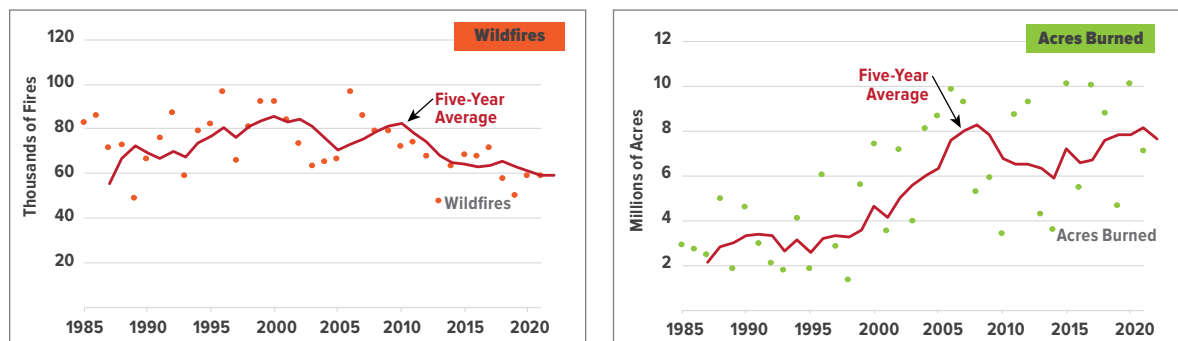 Wildfires
120
100
80
60
40
20
Thousands of Fires
Five-Year
Average
Wildfires
1985 1990 1995 2000 2005 2010 2015 2020
Acres Burned
12
10
8
6
4
2
Millions of Acres
Five-Year
Average
Acres Burned
1985 1990 1995 2000 2005 2010 2015 2020